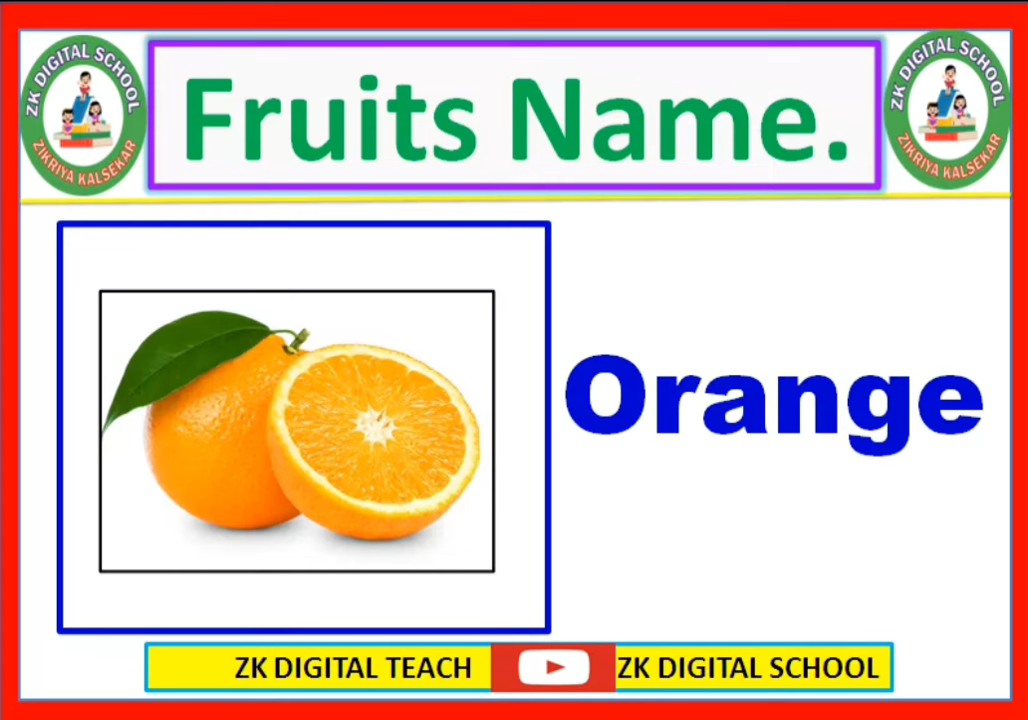 ZK DIGITAL SCHOOL
ZIKRIYA KALSEKAR
Fruits Name.
ZK DIGITAL SCHOOL
ZIKRIYA KALSEKAR
Orange
ZK DIGITAL TEACH
ZK DIGITAL SCHOOL